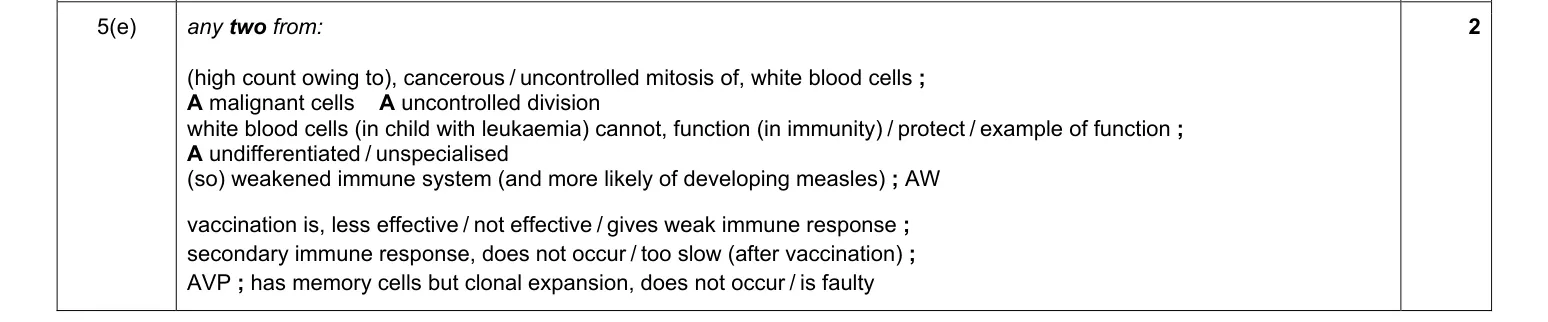 5(e) any two from: 2
(high count owing to), cancerous / uncontrolled mitosis of, white blood cells ;
A malignant cells A uncontrolled division
white blood cells (in child with leukaemia) cannot, function (in immunity) / protect / example of function ;
A undifferentiated / unspecialised
(so) weakened immune system (and more likely of developing measles) ; AW
vaccination is, less effective / not effective / gives weak immune response ;
secondary immune response, does not occur / too slow (after vaccination) ;
AVP ; has memory cells but clonal expansion, does not occur / is faulty